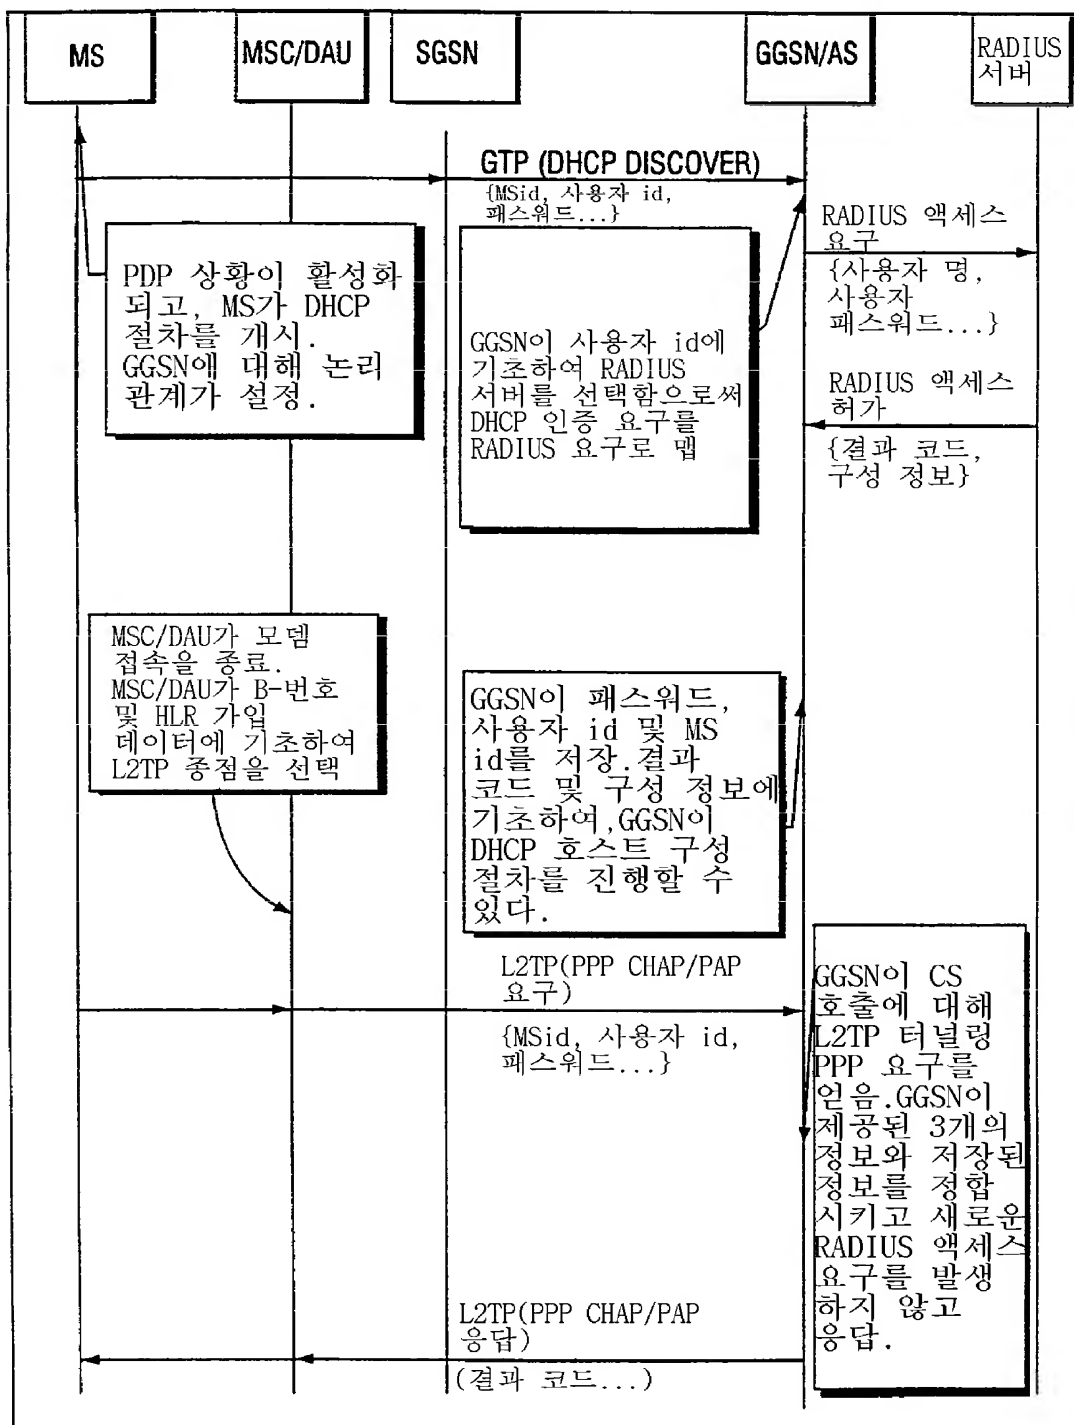 MS
MSC/DAU
SGSN
GGSN/AS
RADIUS
서버
GTP (DHCP DISCOVER)
{MSid, 사용자 id,
패스워드...}
RADIUS 액세스
요구
{사용자 명,
사용자
패스워드...}
PDP 상황이 활성화
되고, MS가 DHCP
절차를 개시.
GGSN에 대해 논리
관계가 설정.
GGSN이 사용자 id에
기초하여 RADIUS
서버를 선택함으로써
DHCP 인증 요구를
RADIUS 요구로 맵
RADIUS 액세스
허가
{결과 코드,
구성 정보}
MSC/DAU가 모뎀
접속을 종료.
MSC/DAU가 B-번호
및 HLR 가입
데이터에 기초하여
L2TP 종점을 선택
GGSN이 패스워드,
사용자 id 및 MS
id를 저장.결과
코드 및 구성 정보에
기초하여,GGSN이
DHCP 호스트 구성
절차를 진행할 수
있다.
L2TP(PPP CHAP/PAP
요구)
{MSid, 사용자 id,
패스워드...}
GGSN이 CS
호출에 대해
L2TP 터널링
PPP 요구를
얻음.GGSN이
제공된 3개의
정보와 저장된
정보를 정합
시키고 새로운
RADIUS 액세스
요구를 발생
하지 않고
응답.
L2TP(PPP CHAP/PAP
응답)
(결과 코드...)